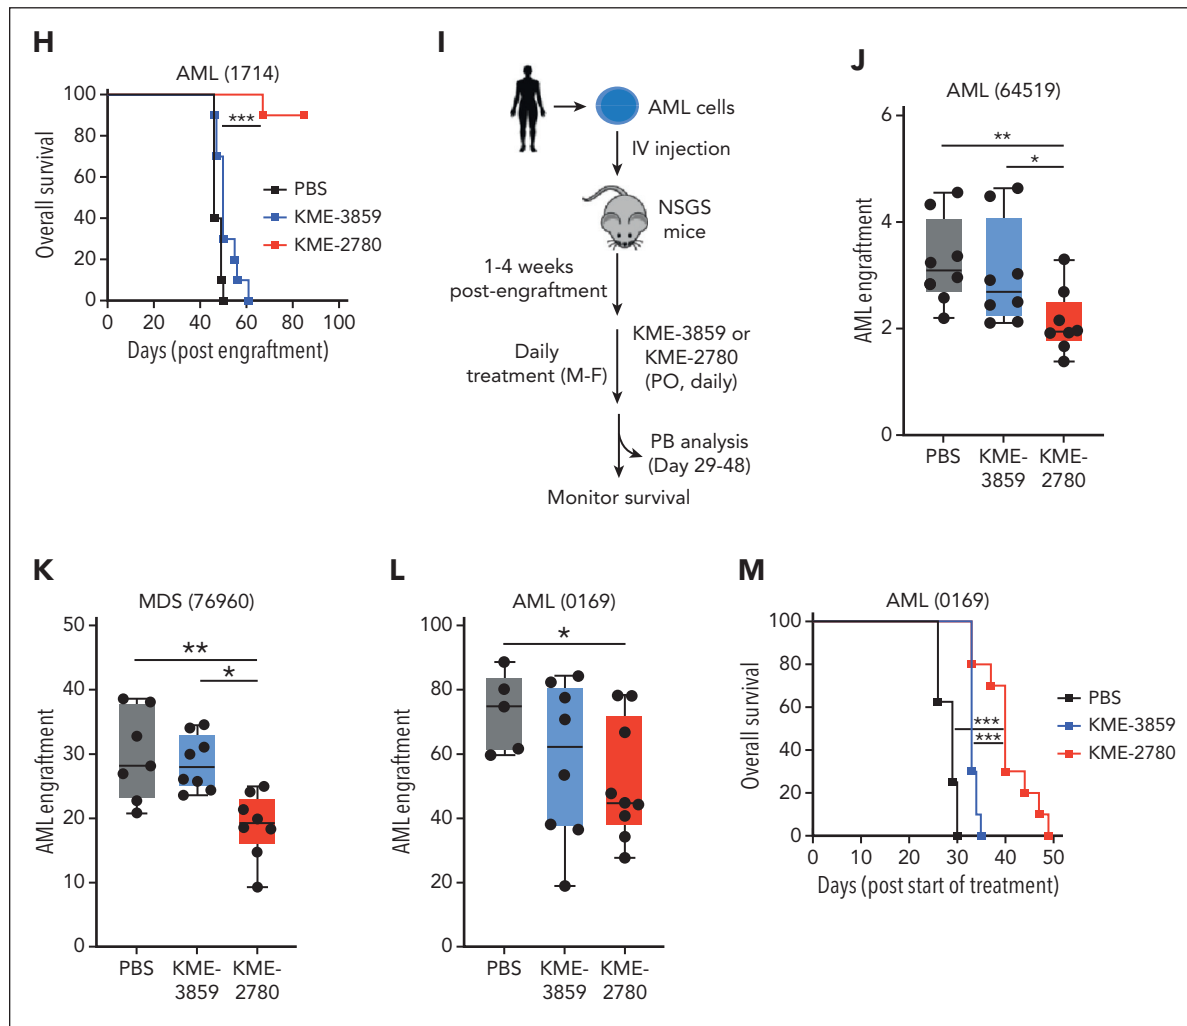 H
AML (1714)
100
80
60
40
20
0
Overall survival
***
PBS
KME-3859
KME-2780
0 20 40 60 80 100
Days (post engraftment)
I
AML cells
IV injection
NSGS
mice
1-4 weeks
post-engraftment
Daily
treatment (M-F)
KME-3859 or
KME-2780
(PO, daily)
PB analysis
(Day 29-48)
Monitor survival
J
AML (64519)
6
4
2
0
AML engraftment
**
*
PBS KME-3859 KME-2780
K
MDS (76960)
50
40
30
20
10
0
AML engraftment
**
*
PBS KME-3859 KME-2780
L
AML (0169)
100
80
60
40
20
0
AML engraftment
*
PBS KME-3859 KME-2780
M
AML (0169)
100
80
60
40
20
0
Overall survival
***
***
PBS
KME-3859
KME-2780
0 10 20 30 40 50
Days (post start of treatment)